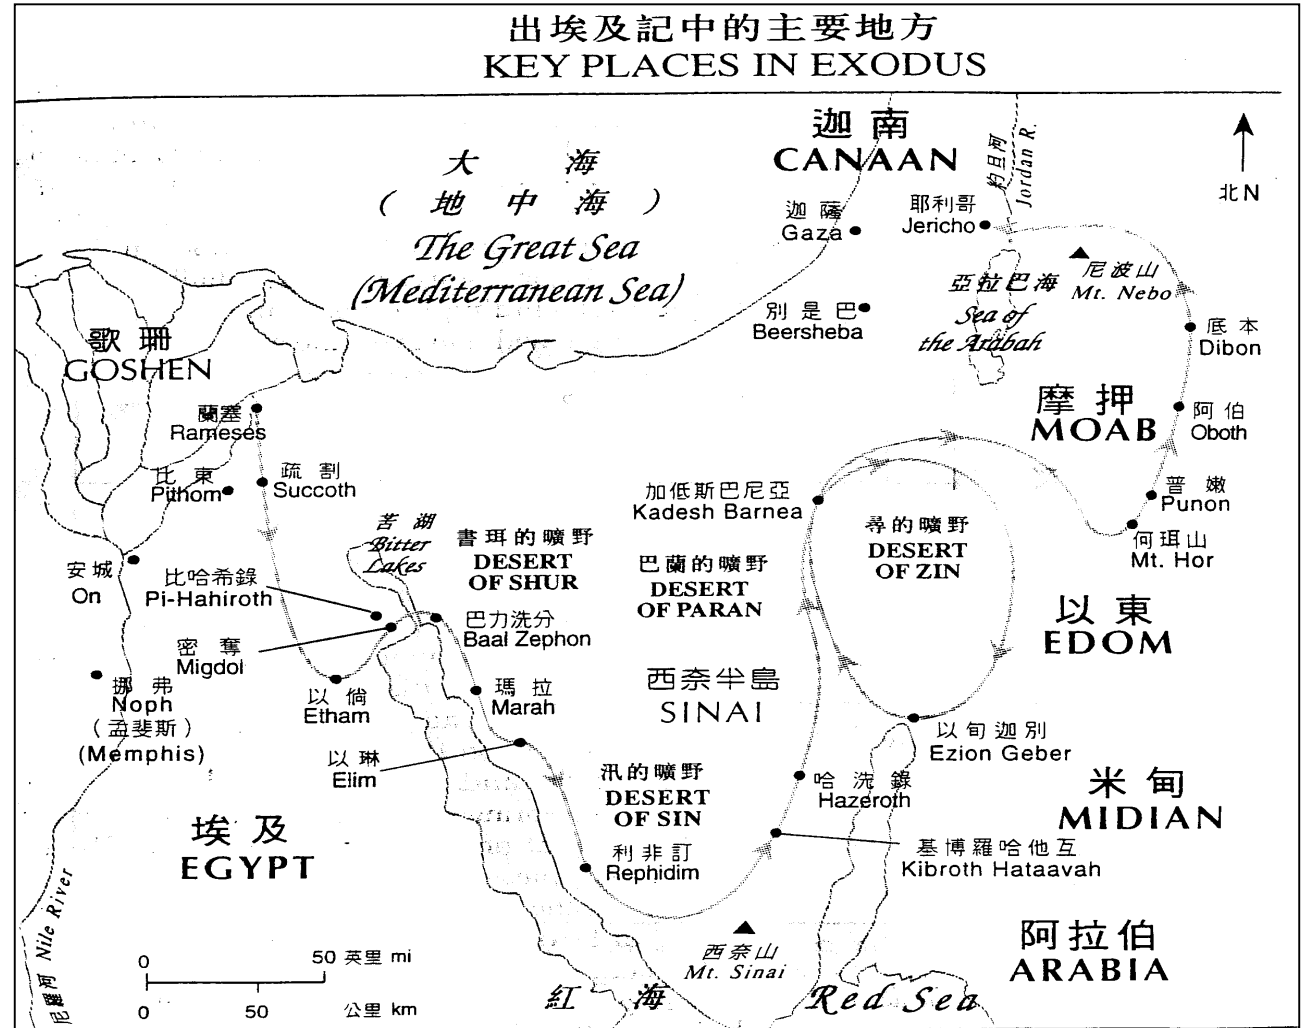 出埃及記中的主要地方
KEY PLACES IN EXODUS
迦南
CANAAN
約旦河
Jordan R.
北 N
大海
(地中海)
The Great Sea
(Mediterranean Sea)
迦薩
Gaza
耶利哥
Jericho
尼波山
Mt. Nebo
亞拉巴海
Sea of
the Arabah
別是巴
Beersheba
底本
Dibon
歌珊
GOSHEN
摩押
MOAB
阿伯
Oboth
蘭塞
Rameses
比東
Pithom
疏割
Succoth
加低斯巴尼亞
Kadesh Barnea
普嫩
Punon
何珥山
Mt. Hor
苦湖
Bitter
Lakes
書珥的曠野
DESERT
OF SHUR
尋的曠野
DESERT
OF ZIN
巴蘭的曠野
DESERT
OF PARAN
安城
On
比哈希錄
Pi-Hahiroth
巴力洗分
Baal Zephon
以東
EDOM
密奪
Migdol
挪弗
Noph
(孟斐斯)
(Memphis)
以倘
Etham
瑪拉
Marah
西奈半島
SINAI
以旬迦別
Ezion Geber
以琳
Elim
汛的曠野
DESERT
OF SIN
哈洗錄
Hazeroth
米甸
MIDIAN
埃及
EGYPT
利非訂
Rephidim
基博羅哈他瓦
Kibroth Hataavah
尼羅河 Nile River
西奈山
Mt. Sinai
阿拉伯
ARABIA
0 50 英里 mi
0 50 公里 km
紅海
Red Sea